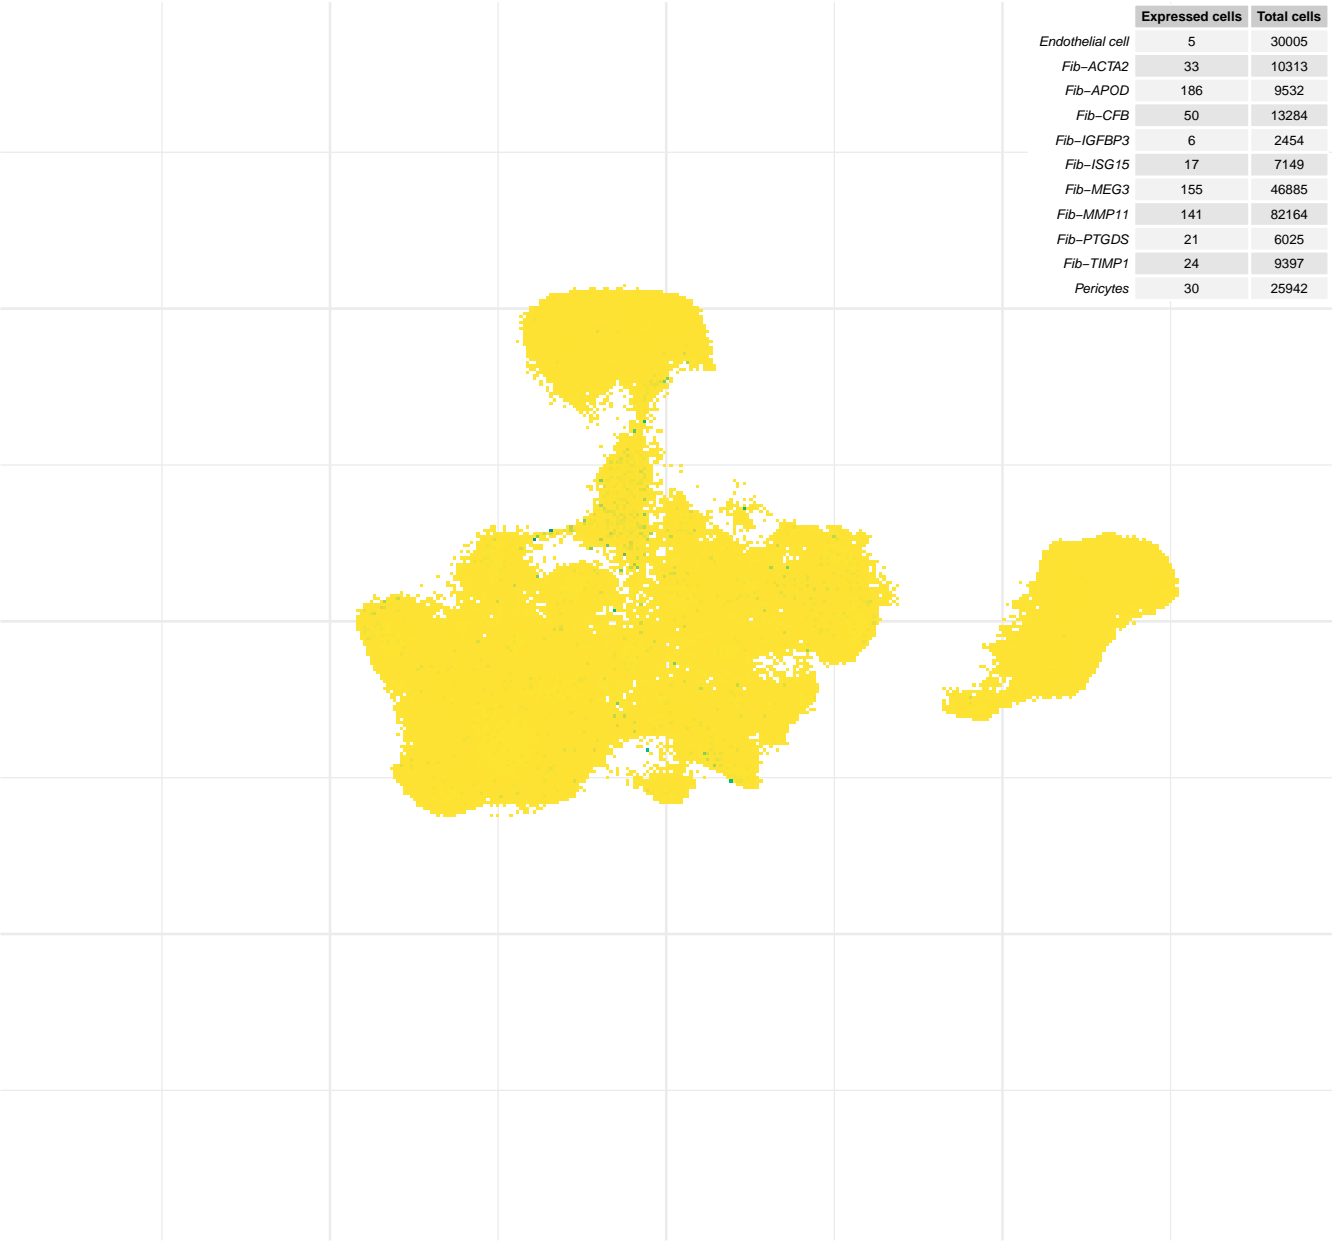 Expressed cells Total cells
Endothelial cell 5 30005
Fib−ACTA2 33 10313
Fib−APOD 186 9532
Fib−CFB 50 13284
Fib−IGFBP3 6 2454
Fib−ISG15 17 7149
Fib−MEG3 155 46885
Fib−MMP11 141 82164
Fib−PTGDS 21 6025
Fib−TIMP1 24 9397
Pericytes 30 25942